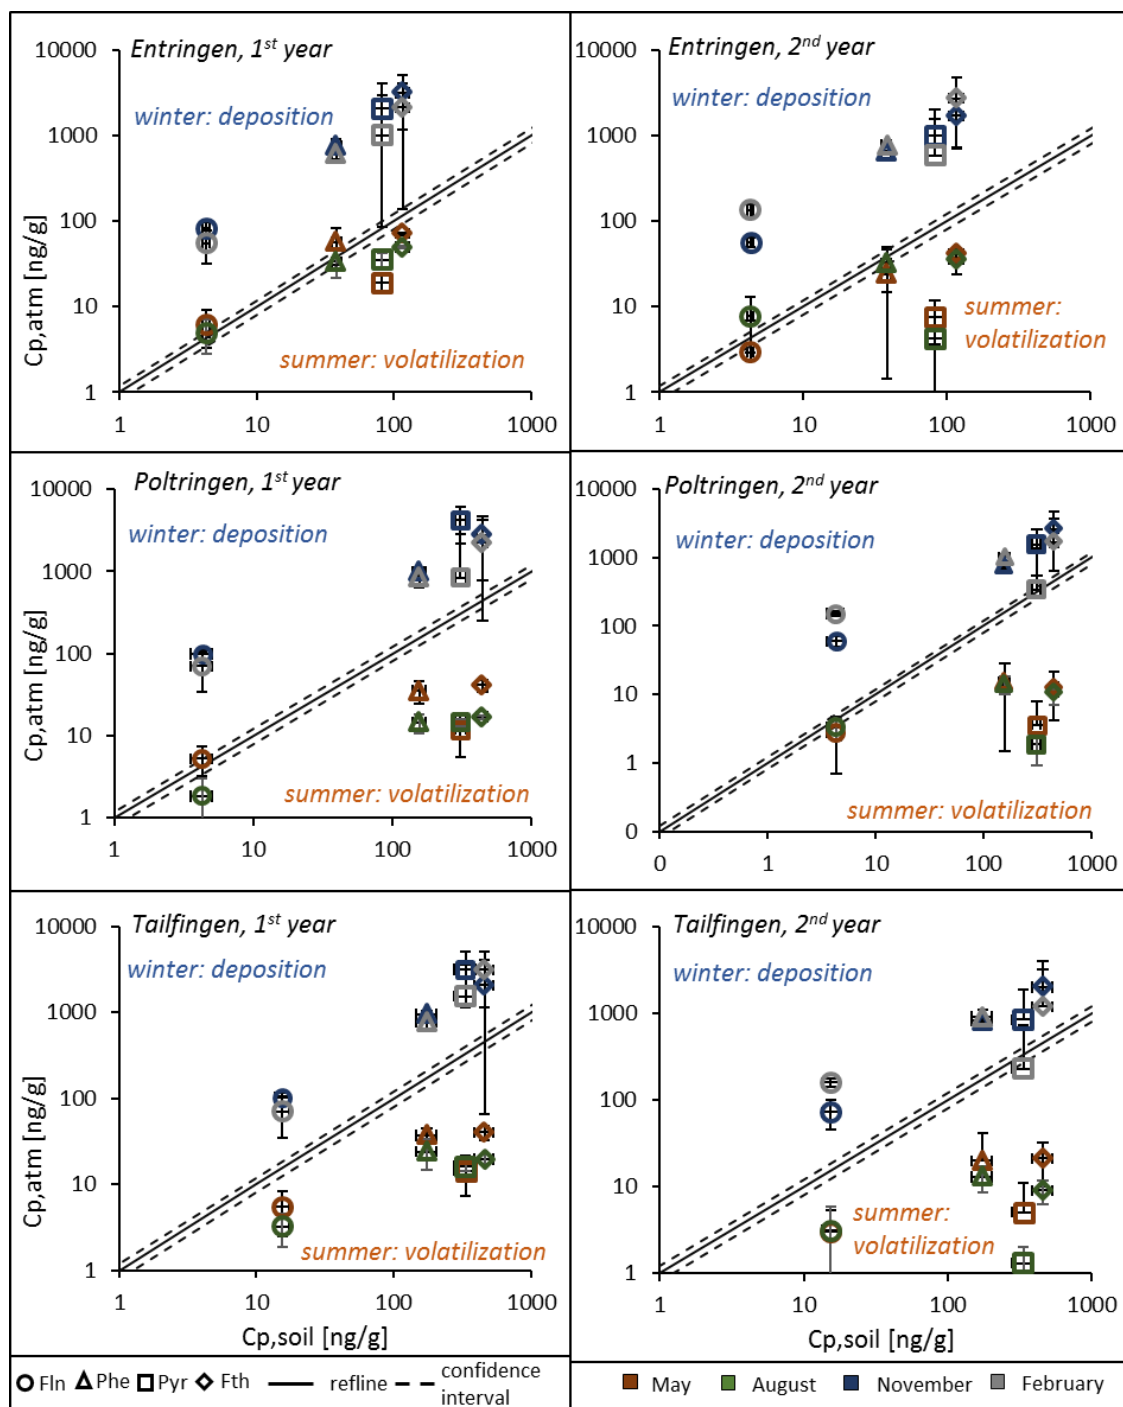 Entringen, 1st year
winter: deposition
summer: volatilization
Cp,atm [ng/g]
10000
1000
100
10
1
1 10 100 1000
Entringen, 2nd year
winter: deposition
summer:
volatilization
10000
1000
100
10
1
1 10 100 1000
Poltringen, 1st year
winter: deposition
summer: volatilization
10000
1000
100
10
1
1 10 100 1000
Poltringen, 2nd year
winter: deposition
summer: volatilization
10000
1000
100
10
1
0
0 1 10 100 1000
Tailfingen, 1st year
winter: deposition
summer: volatilization
Cp,atm [ng/g]
10000
1000
100
10
1
1 10 100 1000
Cp,soil [ng/g]
Tailfingen, 2nd year
winter: deposition
summer:
volatilization
10000
1000
100
10
1
1 10 100 1000
Cp,soil [ng/g]
Fln Phe Pyr Fth refline confidence
interval
May August November February